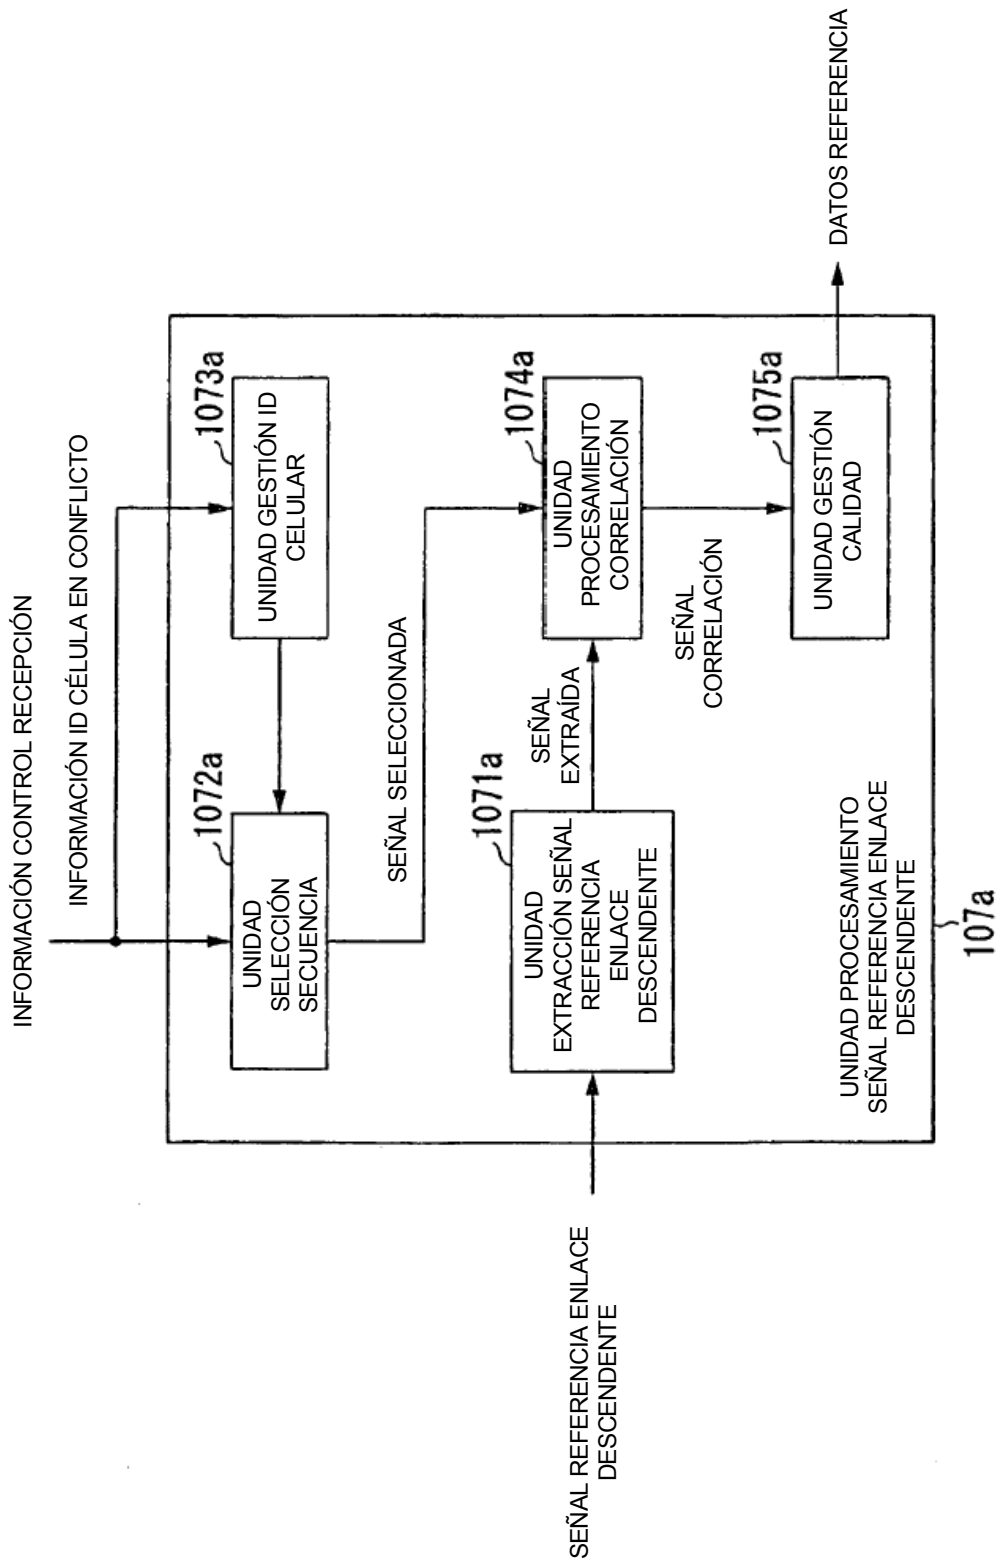 INFORMACIÓN CONTROL RECEPCIÓN
INFORMACIÓN ID CÉLULA EN CONFLICTO
1072a
UNIDAD
SELECCIÓN
SECUENCIA
1073a
UNIDAD GESTIÓN ID
CELULAR
SEÑAL SELECCIONADA
SEÑAL REFERENCIA ENLACE
DESCENDENTE
1071a
UNIDAD
EXTRACCIÓN SEÑAL
REFERENCIA
ENLACE
DESCENDENTE
SEÑAL
EXTRAÍDA
1074a
UNIDAD
PROCESAMIENTO
CORRELACIÓN
SEÑAL
CORRELACIÓN
1075a
UNIDAD GESTIÓN
CALIDAD
DATOS REFERENCIA
UNIDAD PROCESAMIENTO
SEÑAL REFERENCIA ENLACE
DESCENDENTE
107a